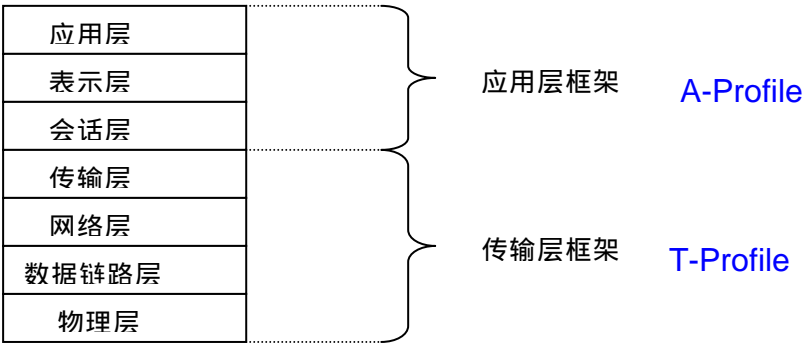 应用层
表示层
会话层
传输层
网络层
数据链路层
物理层
应用层框架 A-Profile
传输层框架 T-Profile